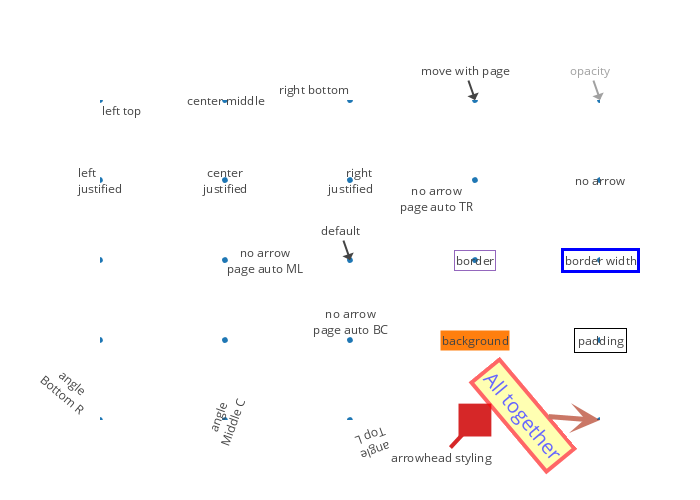 move with page
opacity
right bottom
center middle
left top
left
justified
center
justified
right
justified
no arrow
no arrow
page auto TR
default
no arrow
page auto ML
border
border width
no arrow
page auto BC
background
padding
angle
Bottom R
angle
Middle C
angle
Top L
All together
arrowhead styling